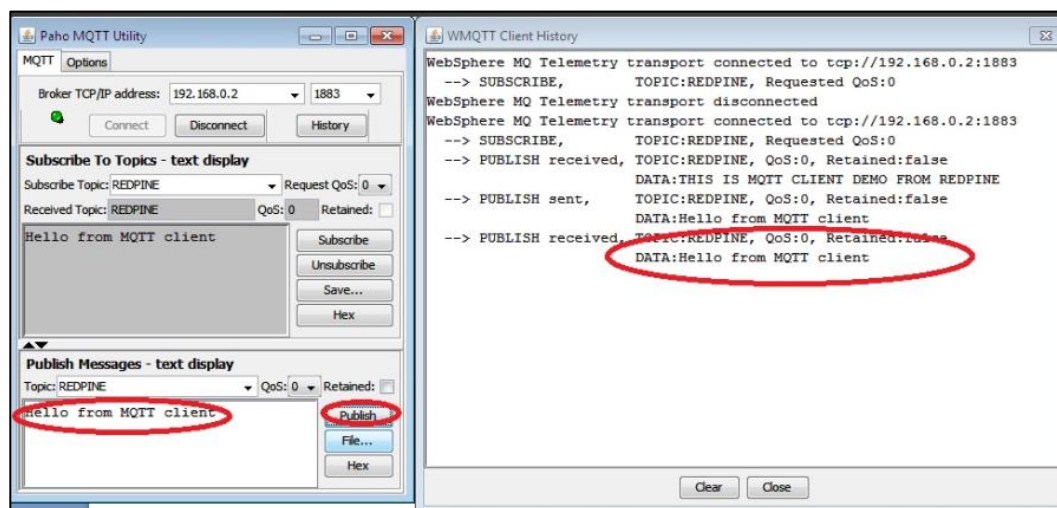 Paho MQTT Utility
MQTT Options
Broker TCP/IP address: 192.168.0.2 1883
Connect Disconnect History
Subscribe To Topics - text display
Subscribe Topic: REDPINE Request QoS: 0
Received Topic: REDPINE QoS: 0 Retained:
Hello from MQTT client
Subscribe
Unsubscribe
Save...
Hex
Publish Messages - text display
Topic: REDPINE QoS: 0 Retained:
Hello from MQTT client
Publish
File...
Hex
WMQTT Client History
WebSphere MQ Telemetry transport connected to tcp://192.168.0.2:1883
--> SUBSCRIBE, TOPIC:REDPINE, Requested QoS:0
WebSphere MQ Telemetry transport disconnected
WebSphere MQ Telemetry transport connected to tcp://192.168.0.2:1883
--> SUBSCRIBE, TOPIC:REDPINE, Requested QoS:0
--> PUBLISH received, TOPIC:REDPINE, QoS:0, Retained:false
DATA:THIS IS MQTT CLIENT DEMO FROM REDPINE
--> PUBLISH sent, TOPIC:REDPINE, QoS:0, Retained:false
DATA:Hello from MQTT client
--> PUBLISH received, TOPIC:REDPINE, QoS:0, Retained:false
DATA:Hello from MQTT client
Clear Close